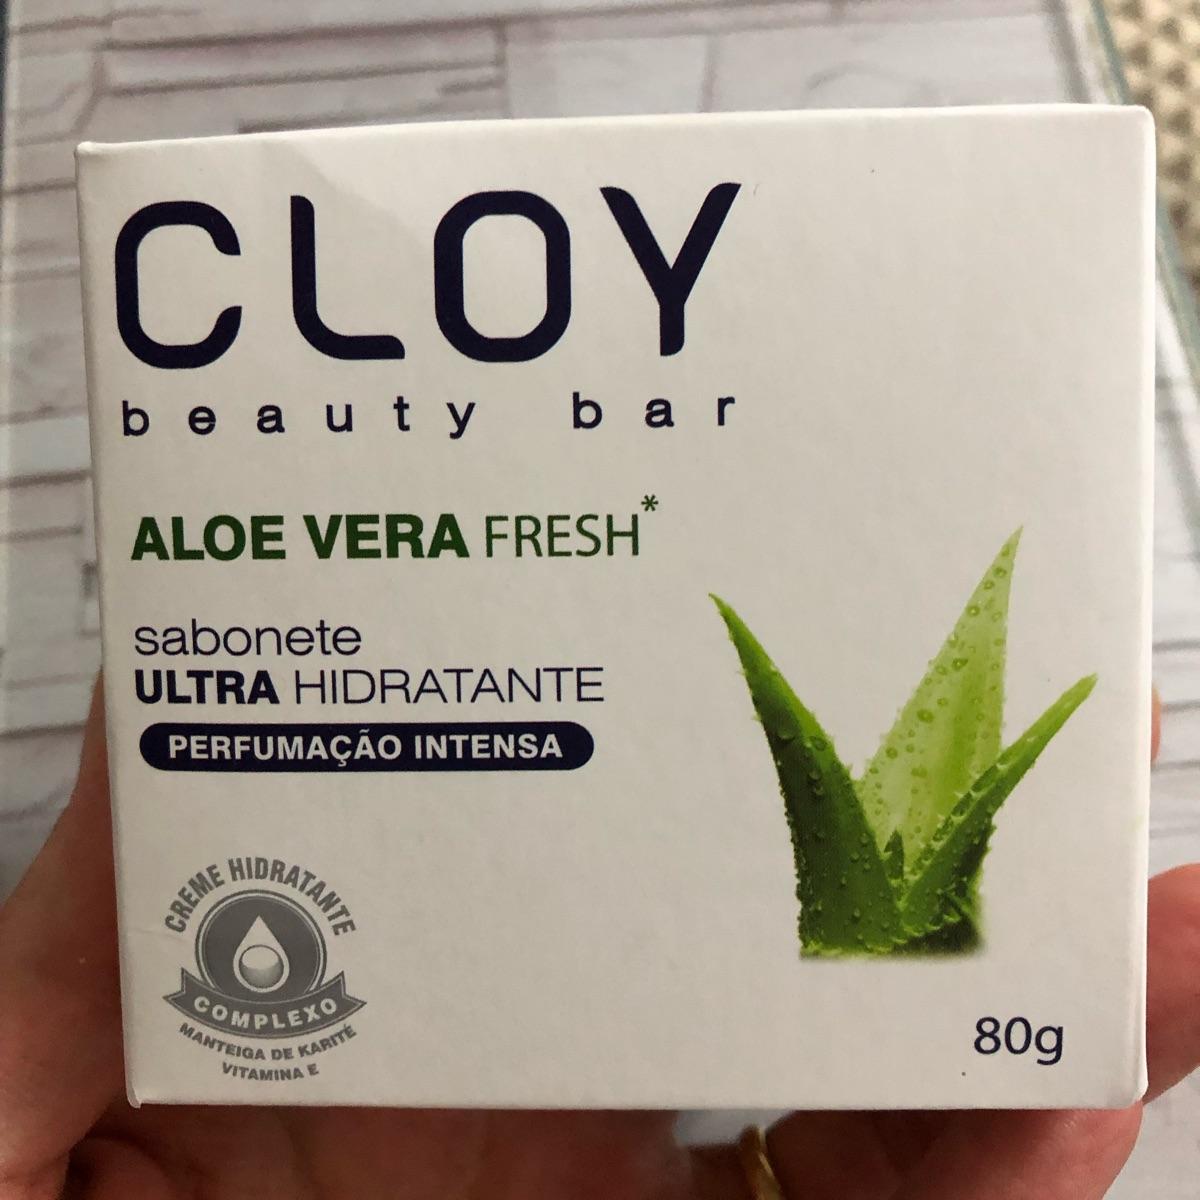 CLOY
beauty bar
ALOE VERA FRESH*
sabonete
ULTRA HIDRATANTE
PERFUMAÇÃO INTENSA
CREME HIDRATANTE
COMPLEXO
MANTEIGA DE KARITÉ
VITAMINA E
80g